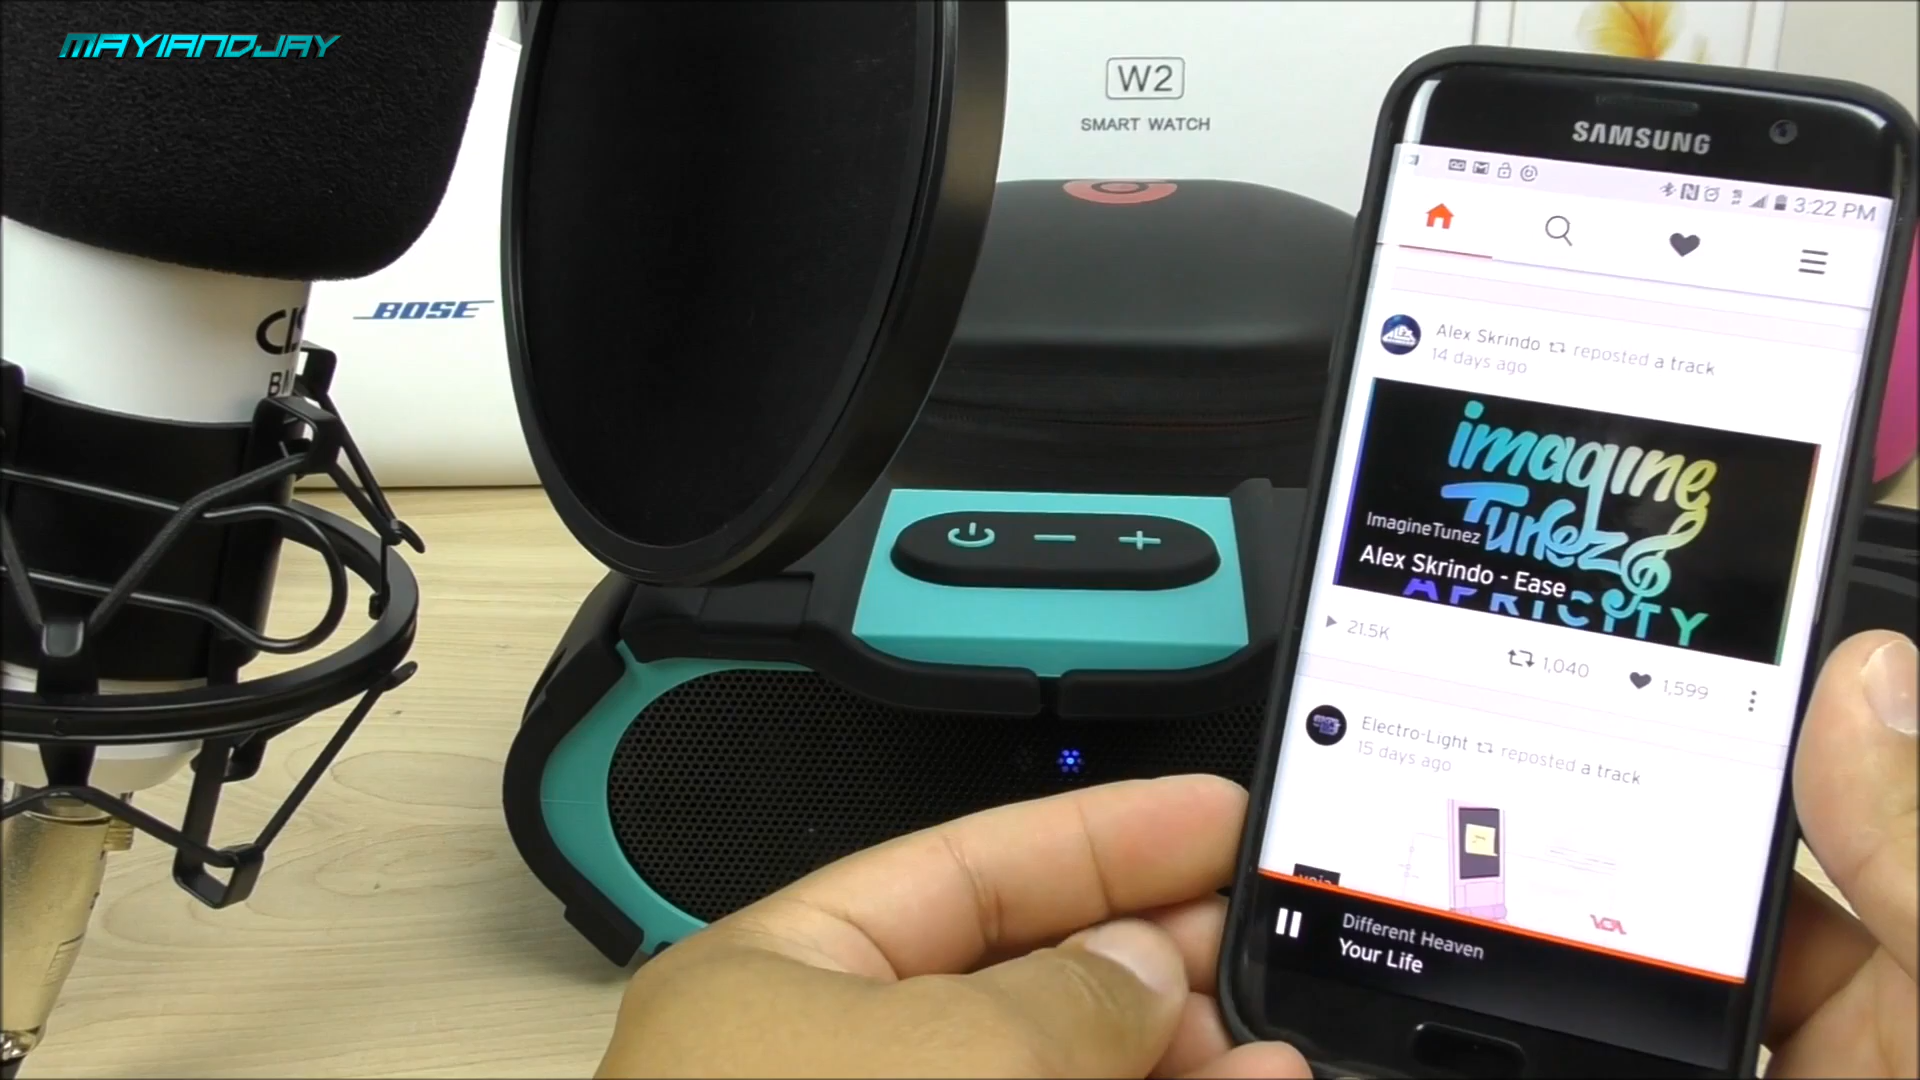 MAYIANDJAY
W2
SMART WATCH
BOSE
SAMSUNG
3:22 PM
Alex Skrindo reposted a track
14 days ago
imagine
Tunez
ImagineTunez
Alex Skrindo - Ease
APRICITY
21.5K
1,040
1,599
Electro-Light reposted a track
15 days ago
Different Heaven
Your Life